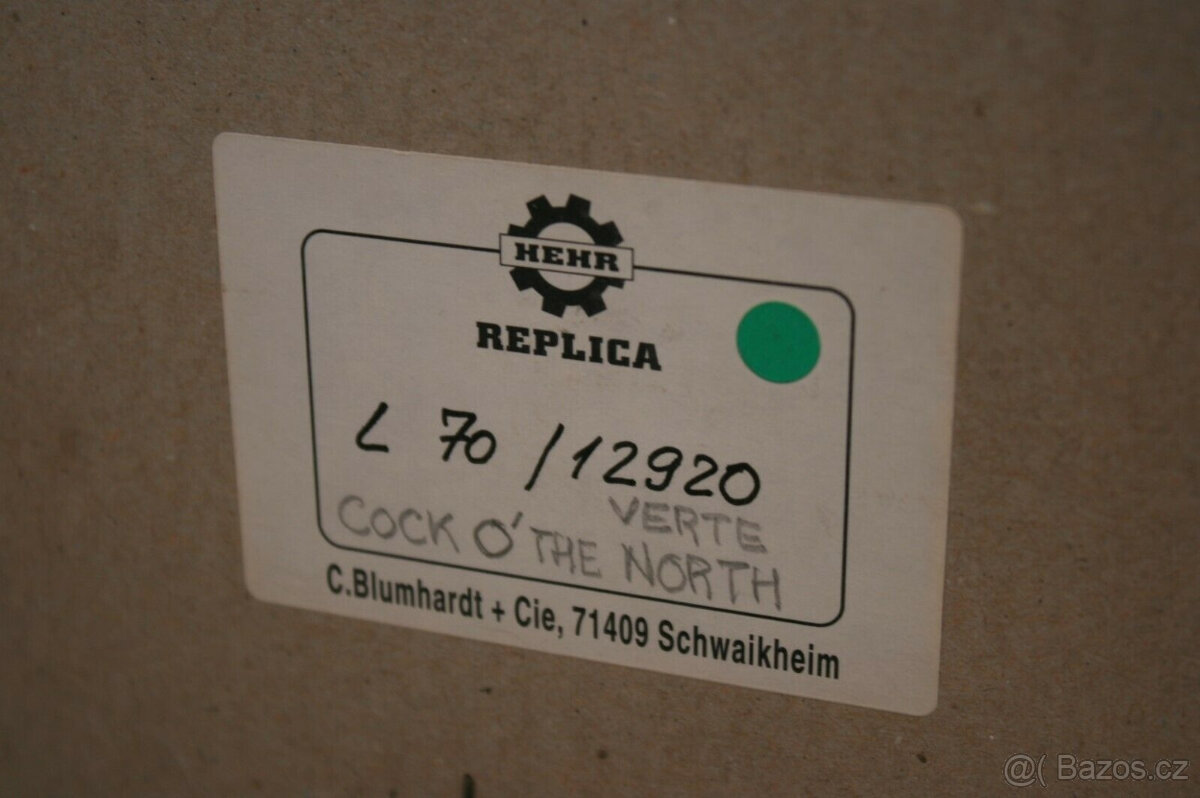 HEHR
REPLICA
L 70 / 12920
VERTE
COCK O' THE NORTH
C.Blumhardt + Cie, 71409 Schwaikheim
@( Bazos.cz